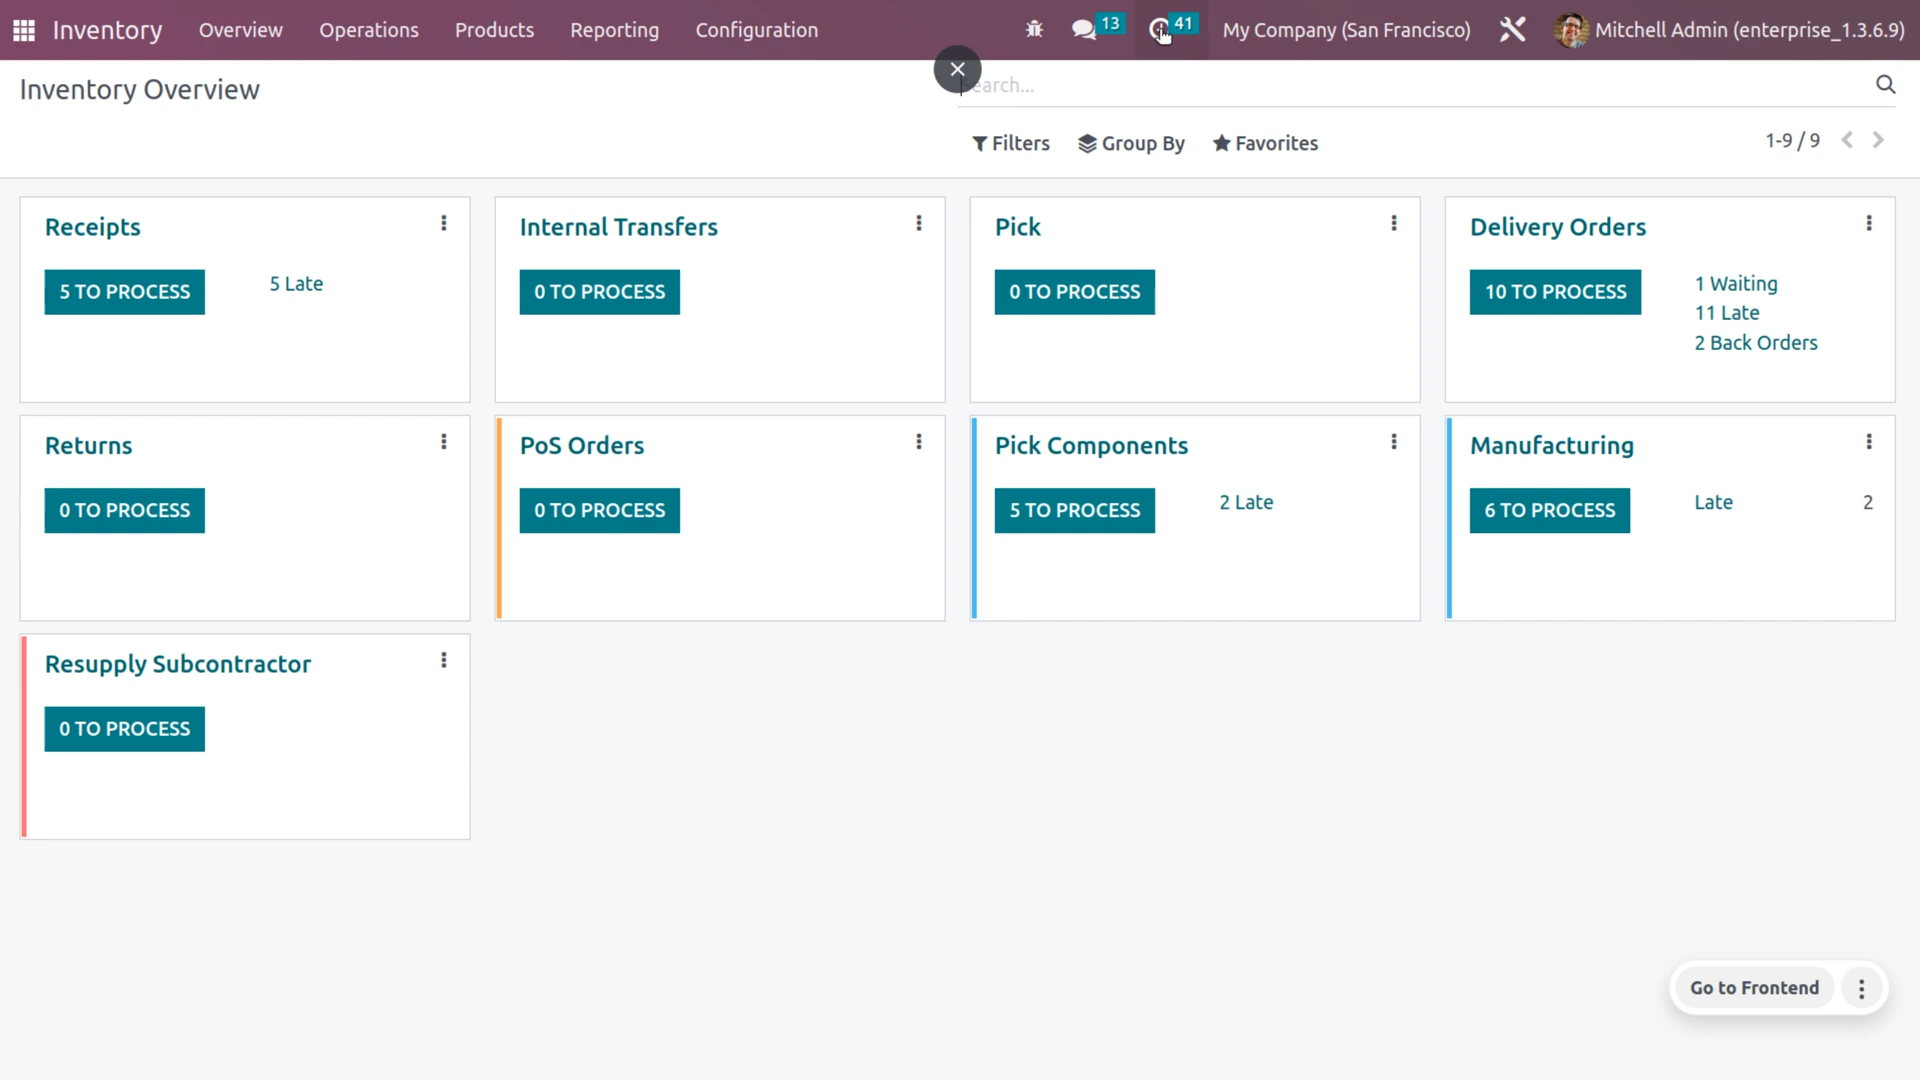 Inventory Overview Operations Products Reporting Configuration 13 41 My Company (San Francisco) Mitchell Admin (enterprise_1.3.6.9)
Inventory Overview
earch...
Filters Group By Favorites 1-9 / 9
Receipts
5 TO PROCESS
5 Late
Internal Transfers
0 TO PROCESS
Pick
0 TO PROCESS
Delivery Orders
10 TO PROCESS
1 Waiting
11 Late
2 Back Orders
Returns
0 TO PROCESS
PoS Orders
0 TO PROCESS
Pick Components
5 TO PROCESS
2 Late
Manufacturing
6 TO PROCESS
Late 2
Resupply Subcontractor
0 TO PROCESS
Go to Frontend